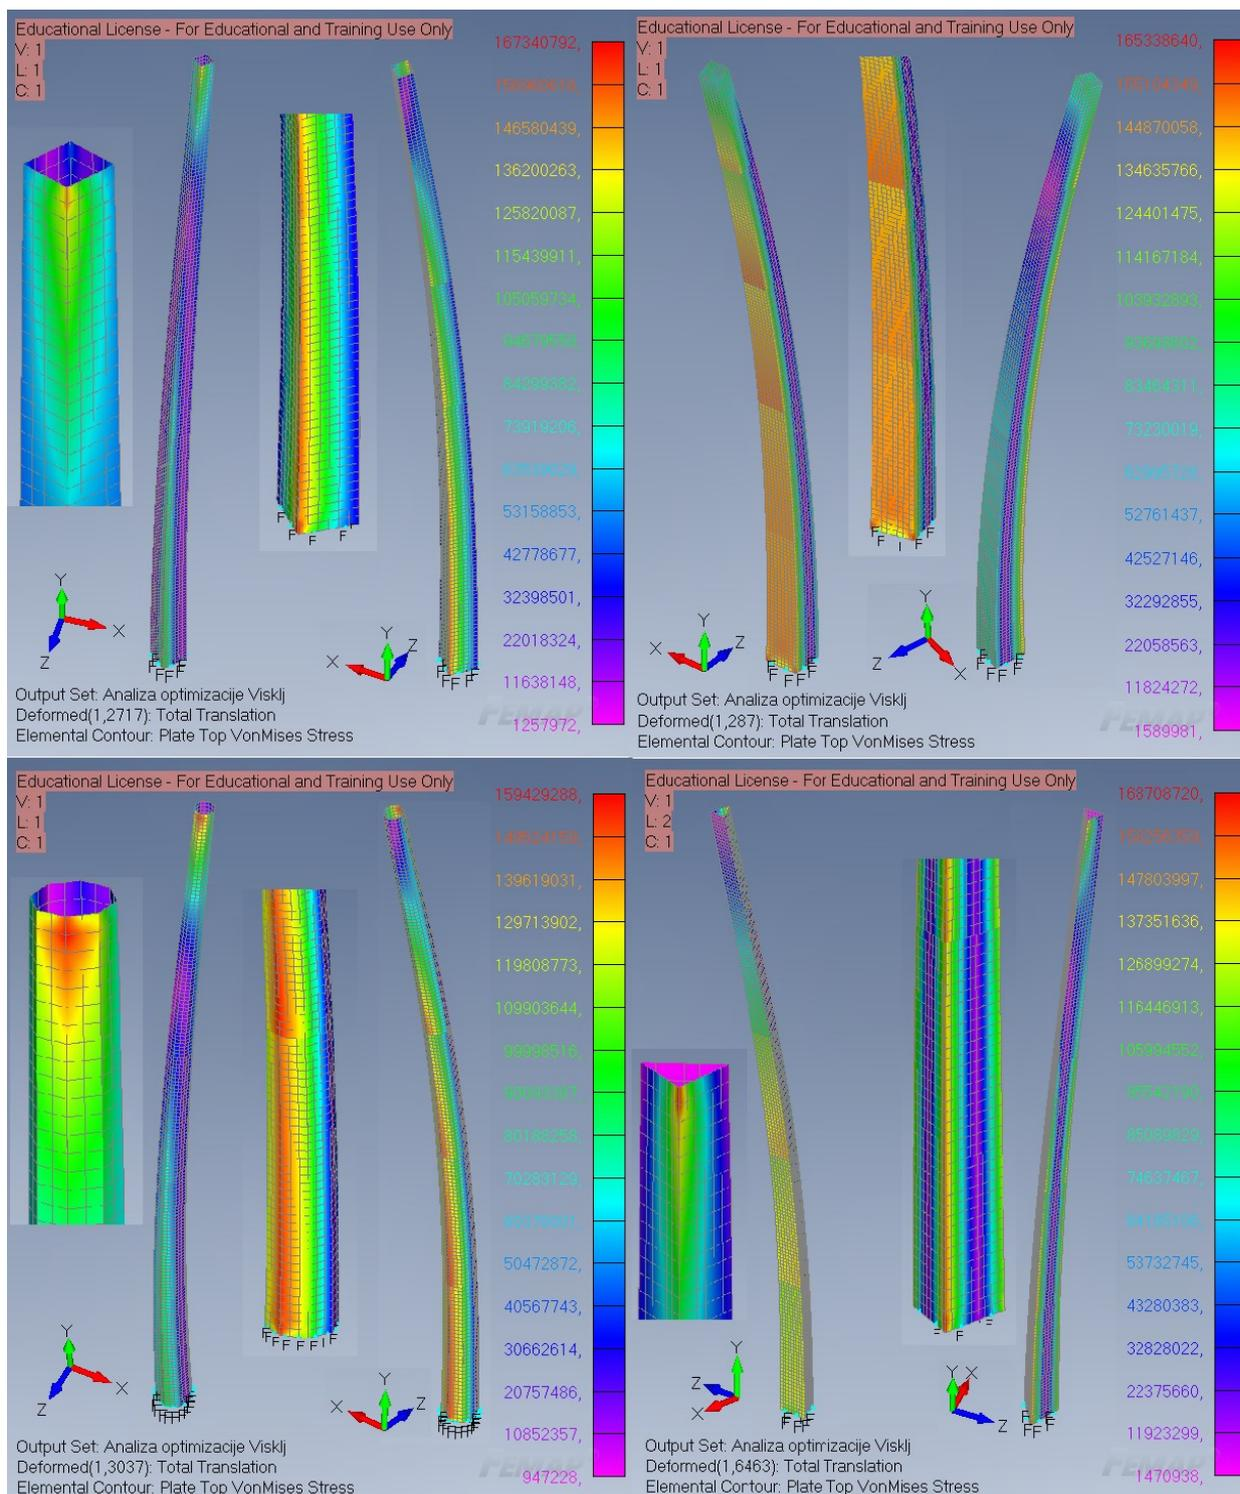 Educational License - For Educational and Training Use Only
V: 1
L: 1
C: 1
167340792,
146580439,
136200263,
125820087,
115439911,
105059734,
84299382,
73919206,
53158853,
42778677,
32398501,
22018324,
11638148,
1257972,
F F F F
F F F
Y
X
Z
Y
X
Z
F F F F
Output Set: Analiza optimizacije Visklj
Deformed(1,2717): Total Translation
Elemental Contour: Plate Top VonMises Stress
FEMAP
Educational License - For Educational and Training Use Only
V: 1
L: 1
C: 1
165338640,
144870058,
134635766,
124401475,
114167184,
103932893,
83464311,
73230019,
52761437,
42527146,
32292855,
22058563,
11824272,
1589981,
Y
X
Z
Y
Z
X
Output Set: Analiza optimizacije Visklj
Deformed(1,287): Total Translation
Elemental Contour: Plate Top VonMises Stress
FEMAP
Educational License - For Educational and Training Use Only
V: 1
L: 1
C: 1
159429288,
139619031,
129713902,
119808773,
109903644,
99998516,
80188258,
70283129,
50472872,
40567743,
30662614,
20757486,
10852357,
947228,
Y
X
Z
Y
X
Z
Output Set: Analiza optimizacije Visklj
Deformed(1,3037): Total Translation
Elemental Contour: Plate Top VonMises Stress
FEMAP
Educational License - For Educational and Training Use Only
V: 1
L: 2
C: 1
168708720,
147803997,
137351636,
126899274,
116446913,
105994552,
85089829,
74637467,
53732745,
43280383,
32828022,
22375660,
11923299,
1470938,
Y
Z
X
Y
X
Z
Output Set: Analiza optimizacije Visklj
Deformed(1,6463): Total Translation
Elemental Contour: Plate Top VonMises Stress
FEMAP